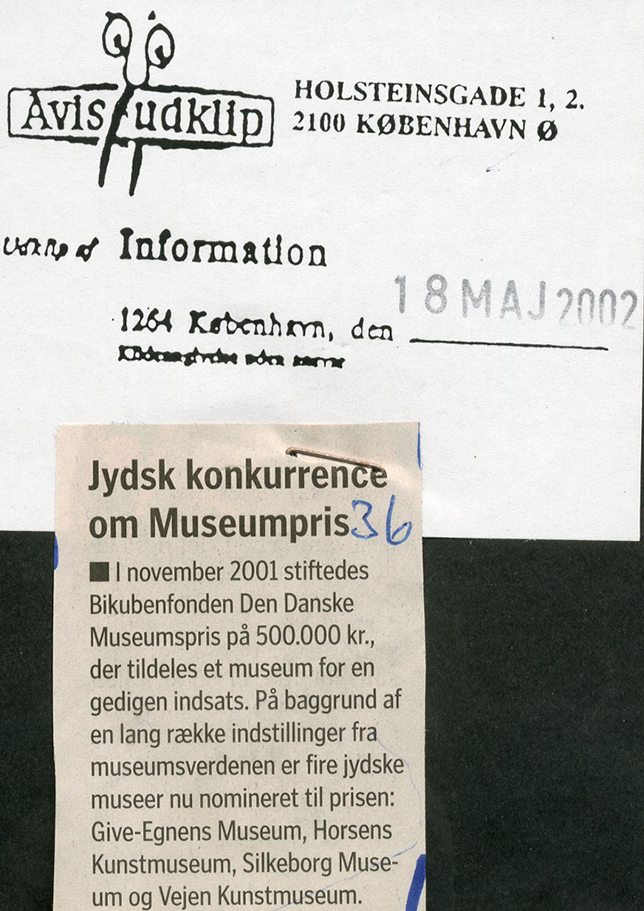 Avis/udklip
HOLSTEINSGADE 1, 2.
2100 KØBENHAVN Ø
Information
18 MAJ 2002
1264 København, den
Jydsk konkurrence
om Museumpris 36
■ I november 2001 stiftedes
Bikubenfonden Den Danske
Museumspris på 500.000 kr.,
der tildeles et museum for en
gedigen indsats. På baggrund af
en lang række indstillinger fra
museumsverdenen er fire jydske
museer nu nomineret til prisen:
Give-Egnens Museum, Horsens
Kunstmuseum, Silkeborg Muse-
um og Vejen Kunstmuseum.